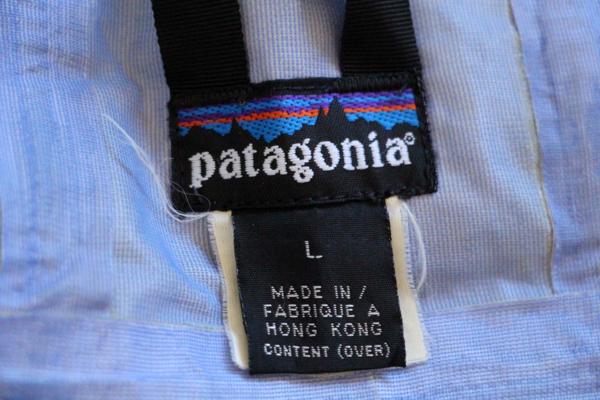 patagonia®
L
MADE IN /
FABRIQUE A
HONG KONG
CONTENT (OVER)